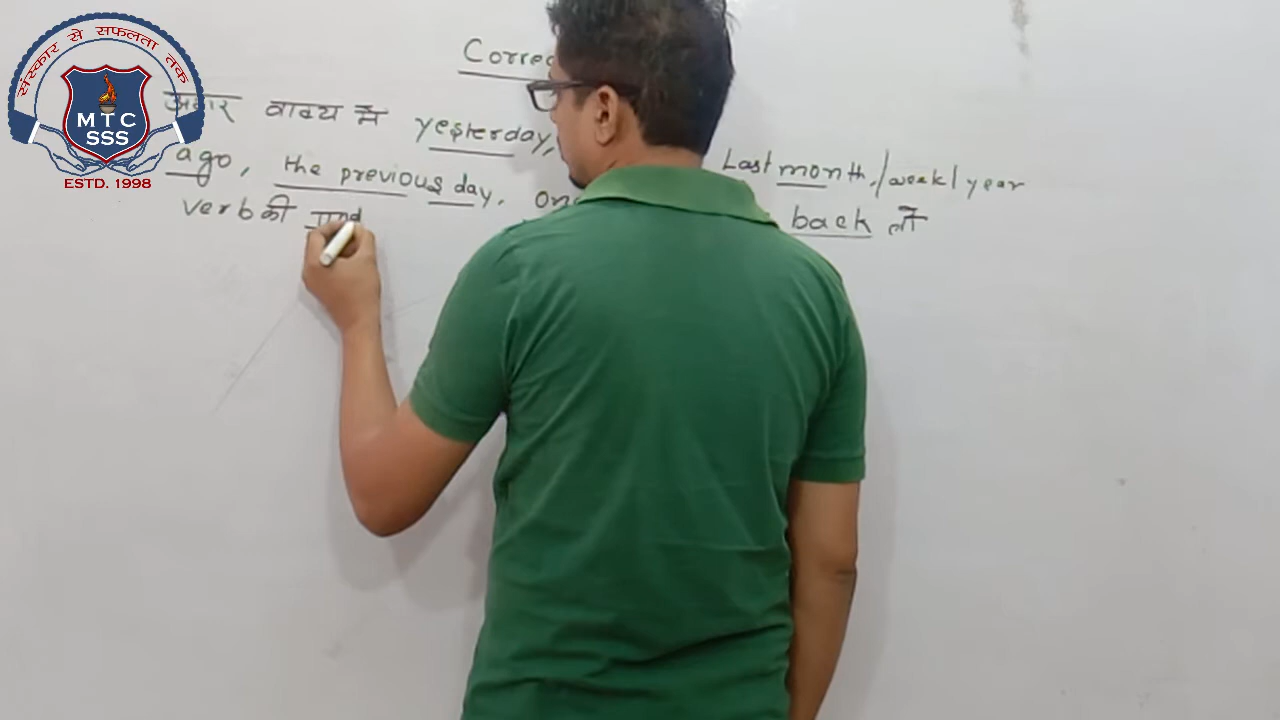 संस्कार से सफलता तक
MTC
SSS
ESTD. 1998
Correc
अगर वाक्य में yesterday, Last month,/week/year
ago, the previous day, one back तो
verb की